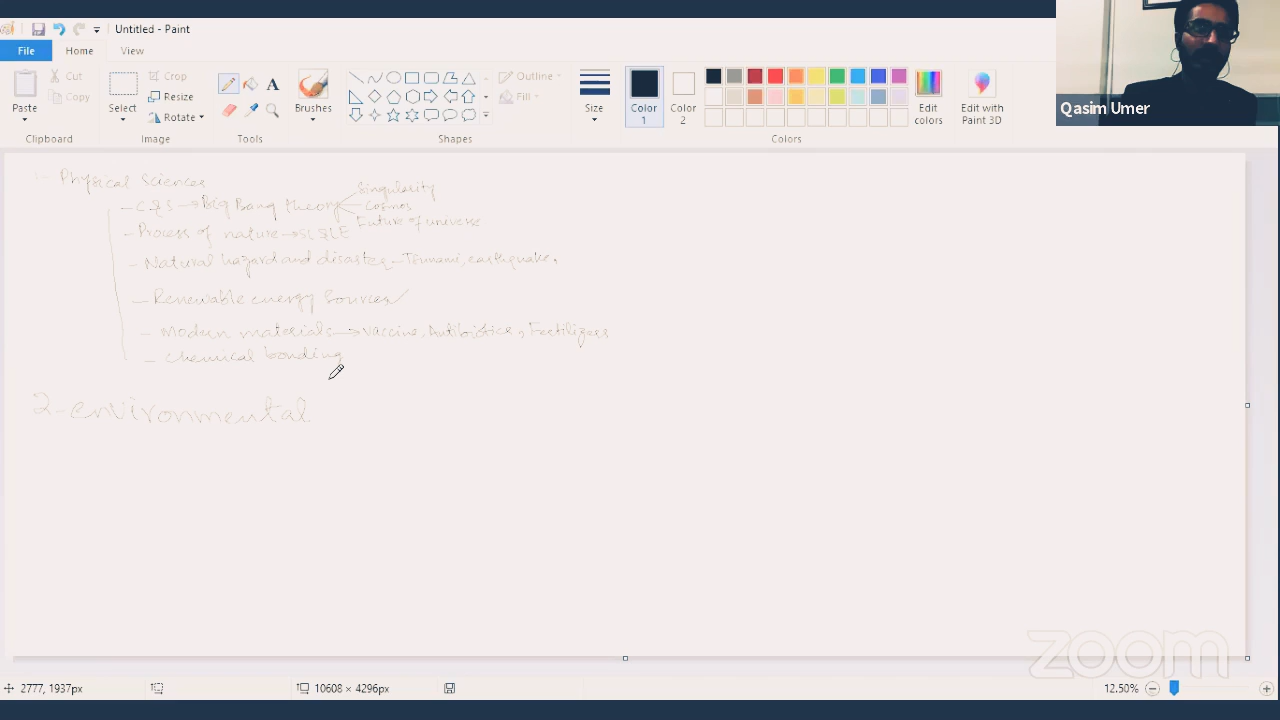 Untitled - Paint
File Home View
Paste Cut Copy Clipboard
Select Crop Resize Rotate Image
Tools
Brushes
Outline Fill Shapes
Size
Color 1 Color 2 Colors
Edit colors
Edit with Paint 3D
Qasim Umer
1- Physical Sciences
- C&S → Big Bang theory
Singularity
Cosmos
Future of universe
- Process of nature → SL
- Natural hazard and disaster - Tsunami, earthquake.
- Renewable energy Sources
- Modern materials → vaccine, Antibiotics, Fertilizers
- Chemical bonding
2-environmental
zoom
2777, 1937px
10608 × 4296px
12.50%